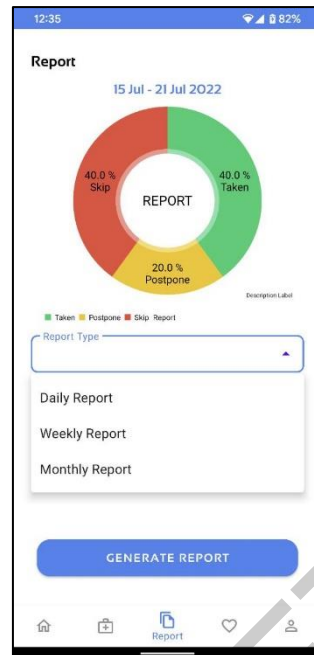 12:35 82%
Report
15 Jul - 21 Jul 2022
40.0 %
Skip
40.0 %
Taken
REPORT
20.0 %
Postpone
Description Label
Taken Postpone Skip Report
Report Type
Daily Report
Weekly Report
Monthly Report
GENERATE REPORT
Report